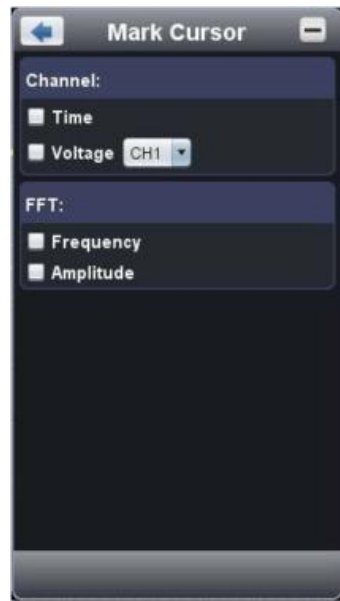 Mark Cursor
Channel:
Time
Voltage CH1
FFT:
Frequency
Amplitude